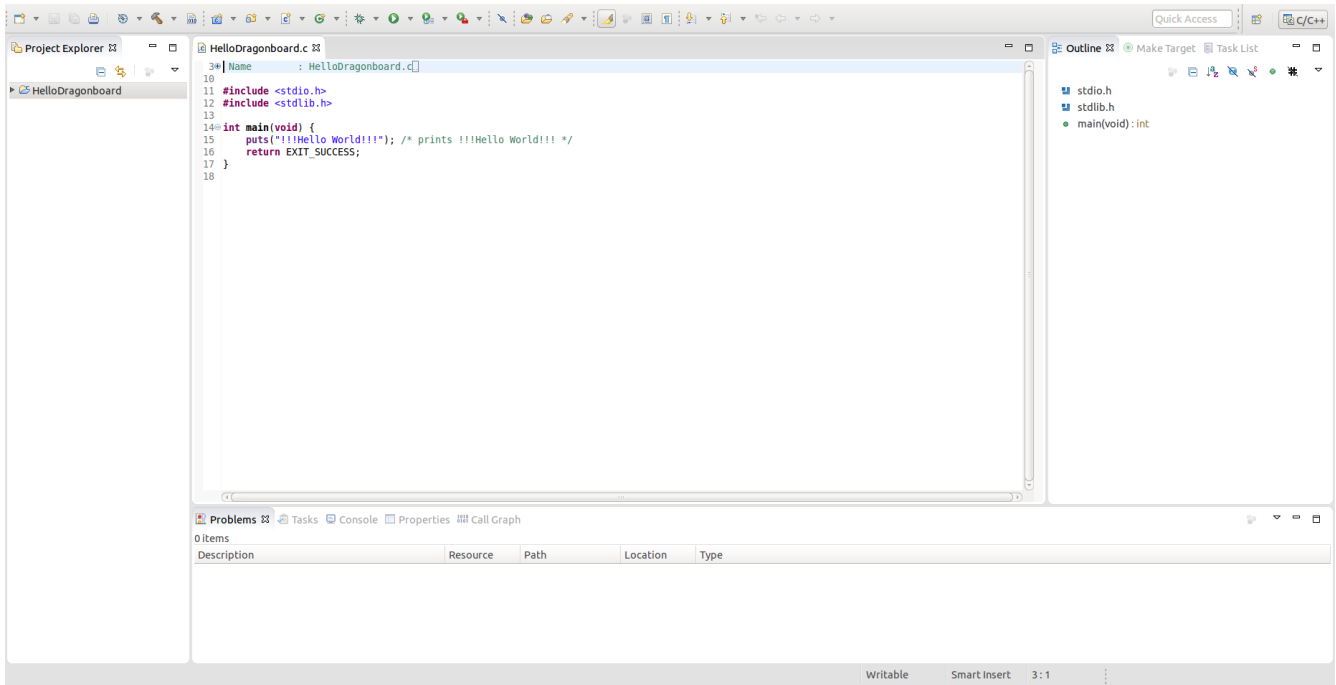 Quick Access
C/C++
Project Explorer
HelloDragonboard
HelloDragonboard.c
3 Name : HelloDragonboard.c
10
11 #include <stdio.h>
12 #include <stdlib.h>
13
14 int main(void) {
15 puts("!!!Hello World!!!"); /* prints !!!Hello World!!! */
16 return EXIT_SUCCESS;
17 }
18
Outline Make Target Task List
stdio.h
stdlib.h
main(void) : int
Problems Tasks Console Properties Call Graph
0 items
Description Resource Path Location Type
Writable Smart Insert 3 : 1